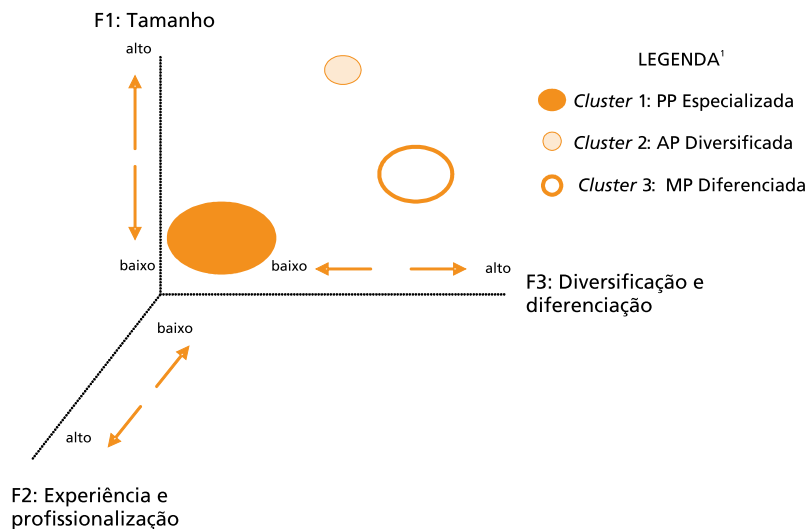 F1: Tamanho
alto
LEGENDA¹
Cluster 1: PP Especializada
Cluster 2: AP Diversificada
Cluster 3: MP Diferenciada
baixo
baixo
alto
F3: Diversificação e
diferenciação
baixo
alto
F2: Experiência e
profissionalização